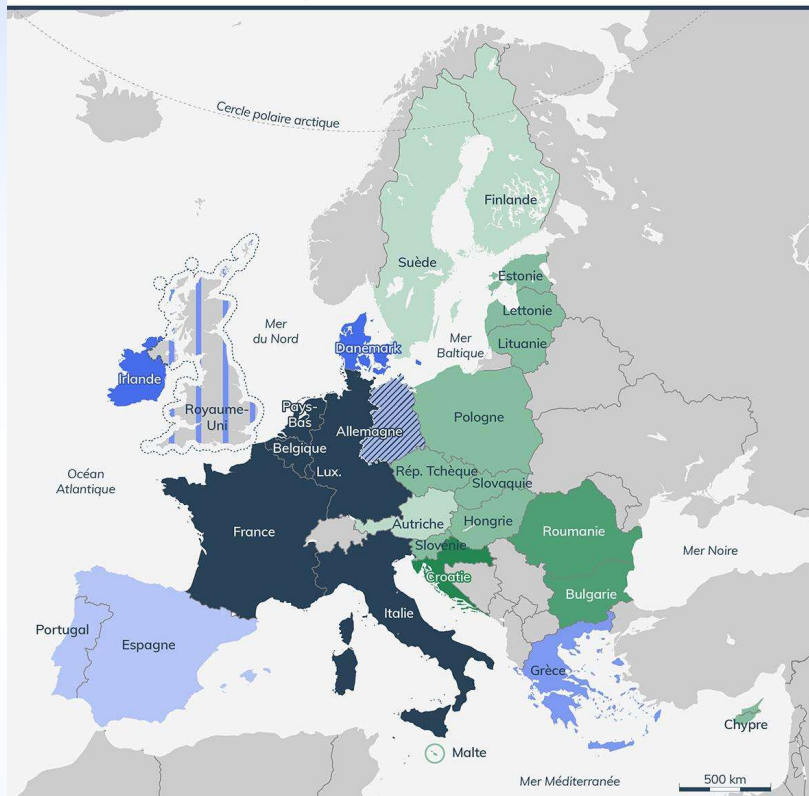 Cercle polaire arctique
Finlande
Suède
Estonie
Lettonie
Mer
du Nord
Mer
Baltique
Lituanie
Danemark
Irlande
Royaume-
Uni
Pays-
Bas
Allemagne
Pologne
Belgique
Lux.
Rép. Tchèque
Slovaquie
Océan
Atlantique
France
Autriche
Hongrie
Roumanie
Slovénie
Mer Noire
Croatie
Bulgarie
Italie
Portugal
Espagne
Grèce
Chypre
Malte
Mer Méditerranée
500 km